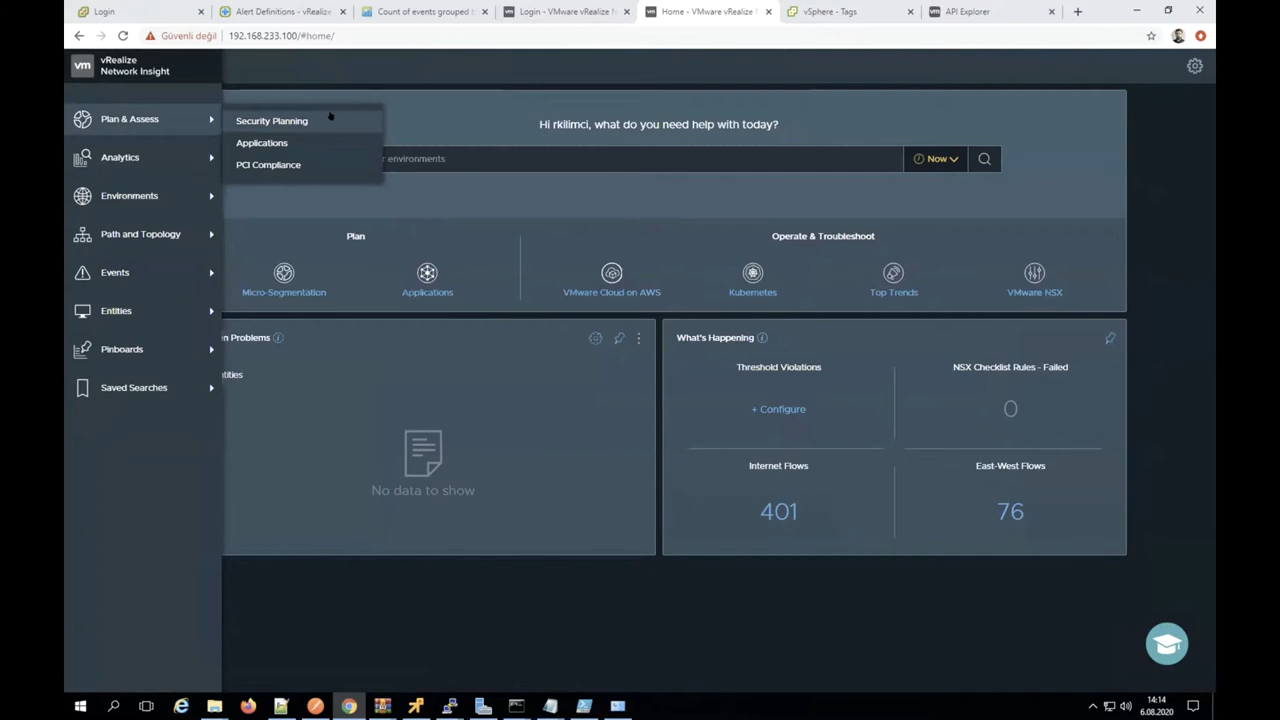 Login
Alert Definitions - vRealize
Count of events grouped
Login - VMware vRealize N
Home - VMware vRealize
vSphere - Tags
API Explorer
Güvenli değil
192.168.233.100/#home/
vm
vRealize
Network Insight
Plan & Assess
Security Planning
Applications
PCI Compliance
Analytics
Environments
Path and Topology
Events
Entities
Pinboards
Saved Searches
Hi rkilimci, what do you need help with today?
environments
Now
Plan
Operate & Troubleshoot
Micro-Segmentation
Applications
VMware Cloud on AWS
Kubernetes
Top Trends
VMware NSX
n Problems
tities
No data to show
What's Happening
Threshold Violations
+ Configure
NSX Checklist Rules - Failed
0
Internet Flows
401
East-West Flows
76
14:14
6.08.2020